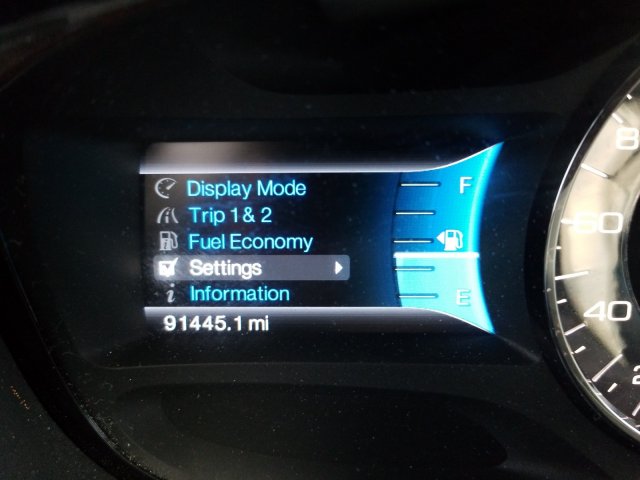 Display Mode
F
Trip 1 & 2
Fuel Economy
Settings
Information
E
91445.1 mi
60
40